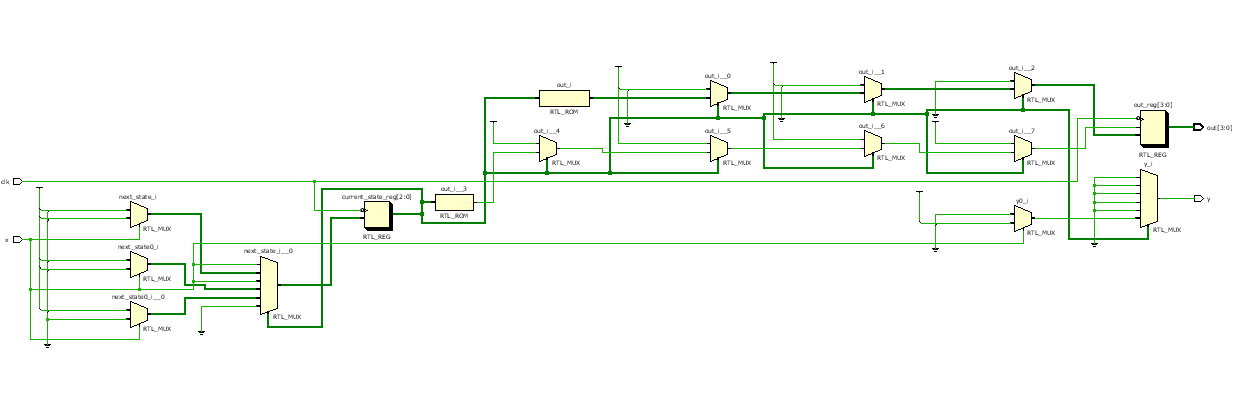 out_i__2
out_i__1
out_i__0
out_i
RTL_MUX
RTL_MUX
RTL_MUX
RTL_ROM
out_reg[3:0]
out_i__6
out_i__4
out_i__5
out_i__7
out[3:0]
RTL_MUX
RTL_MUX
RTL_MUX
RTL_MUX
RTL_REG
y_i
clk
out_i__3
next_state_i
current_state_reg[2:0]
y0_i
y
RTL_ROM
RTL_MUX
RTL_MUX
RTL_MUX
RTL_REG
x
next_state0_i
next_state_i__0
RTL_MUX
next_state0_i__0
RTL_MUX
RTL_MUX